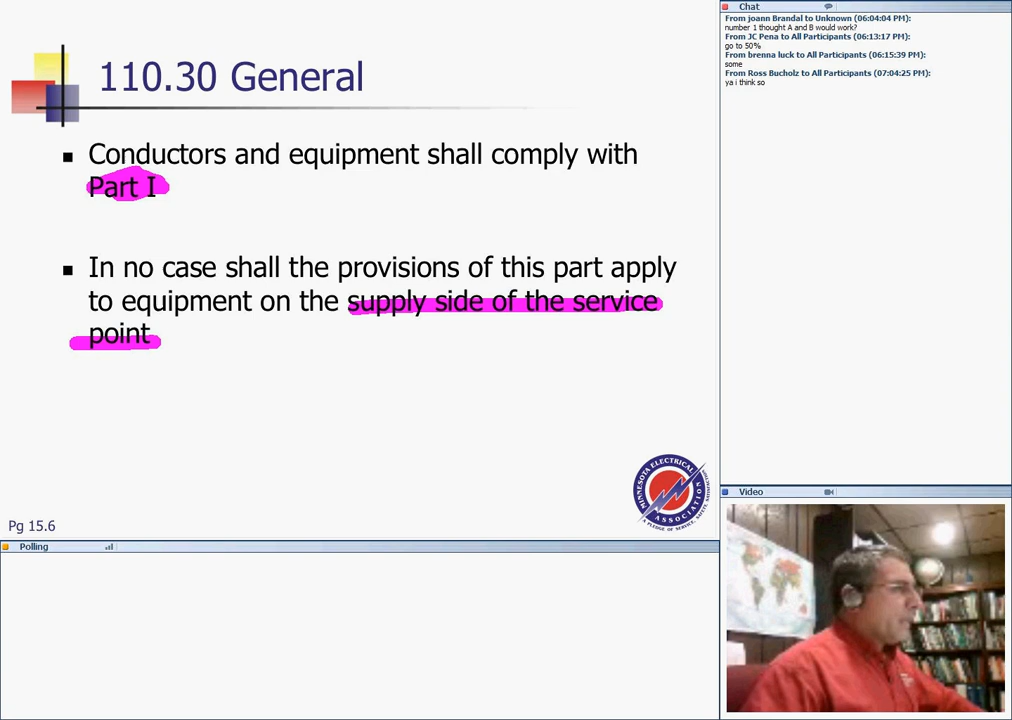 110.30 General
Conductors and equipment shall comply with
Part I
In no case shall the provisions of this part apply
to equipment on the supply side of the service
point
MINNESOTA ELECTRICAL
ASSOCIATION
Pg 15.6
Polling
Chat
From joann Brandal to Unknown (06:04:04 PM):
number 1 thought A and B would work?
From JC Pena to All Participants (06:13:17 PM):
go to 50%
From brenna luck to All Participants (06:15:39 PM):
some
From Ross Bucholz to All Participants (07:04:25 PM):
ya i think so
Video